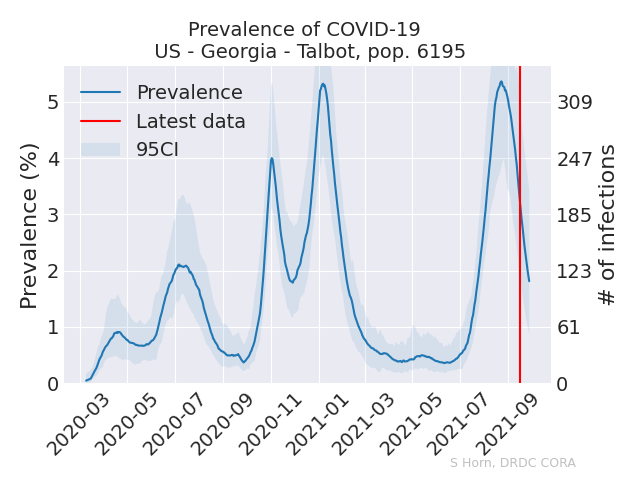 Prevalence of COVID-19
US - Georgia - Talbot, pop. 6195
Prevalence
Latest data
95CI
Prevalence (%)
5
4
3
2
1
0
309
247
185
123
61
0
# of infections
2020-03
2020-05
2020-07
2020-09
2020-11
2021-01
2021-03
2021-05
2021-07
2021-09
S Horn, DRDC CORA